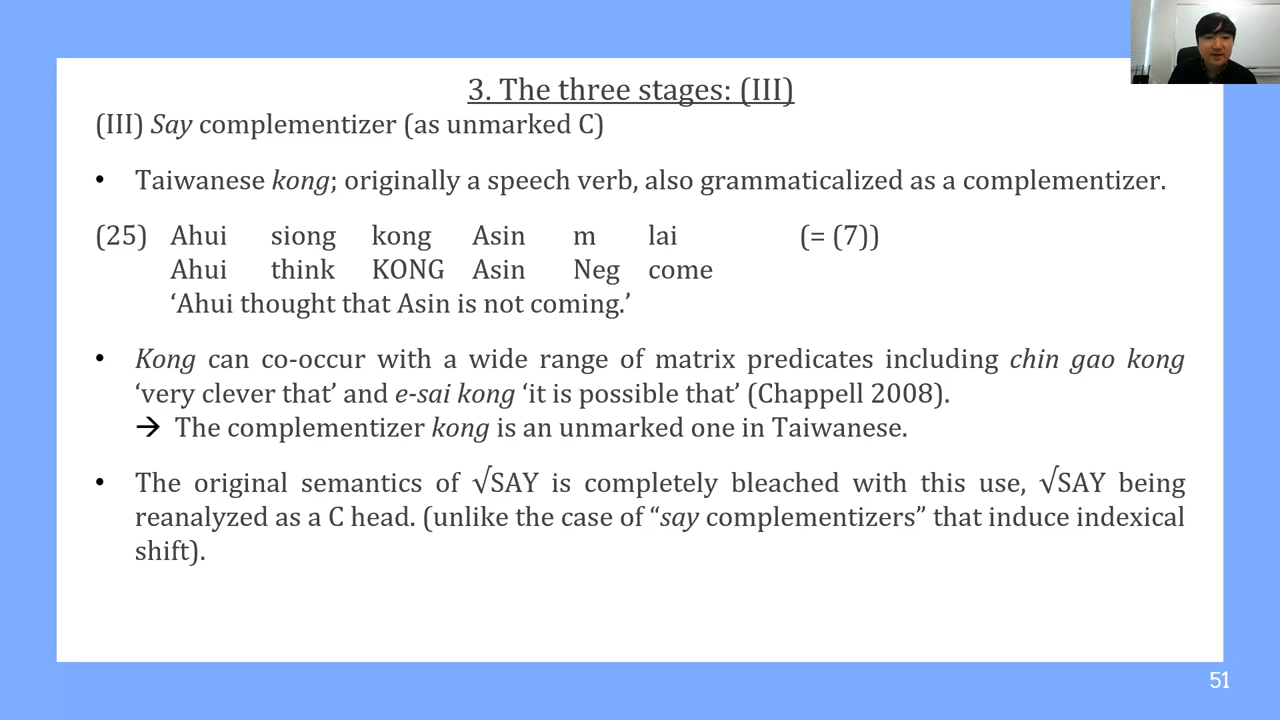 3. The three stages: (III)
(III) Say complementizer (as unmarked C)
• Taiwanese kong; originally a speech verb, also grammaticalized as a complementizer.
(25) Ahui siong kong Asin m lai (= (7))
Ahui think KONG Asin Neg come
‘Ahui thought that Asin is not coming.’
• Kong can co-occur with a wide range of matrix predicates including chin gao kong
‘very clever that’ and e-sai kong ‘it is possible that’ (Chappell 2008).
→ The complementizer kong is an unmarked one in Taiwanese.
• The original semantics of √SAY is completely bleached with this use, √SAY being
reanalyzed as a C head. (unlike the case of “say complementizers” that induce indexical
shift).
51